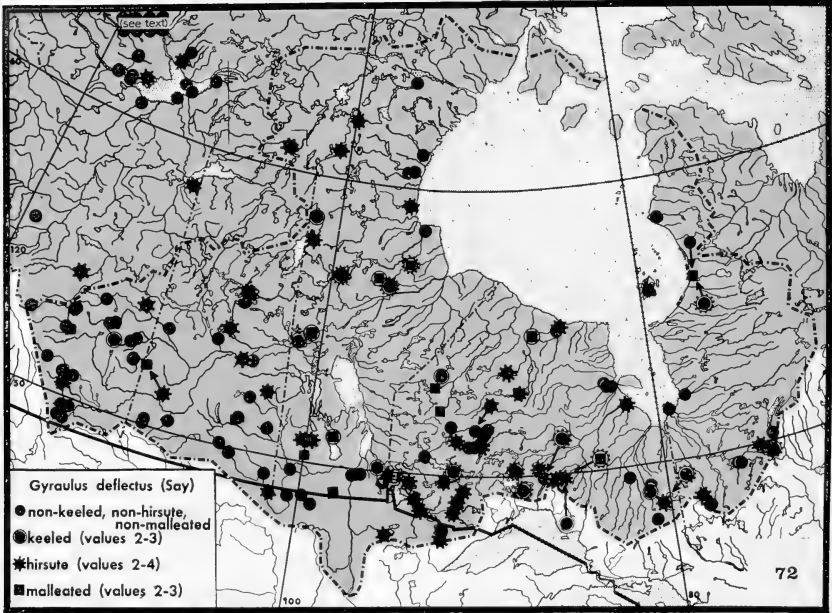 (see text)
60
120
50
Gyraulus deflectus (Say)
non-keeled, non-hirsute,
non-malleated
keeled (values 2-3)
hirsute (values 2-4)
malleated (values 2-3)
100
80
72